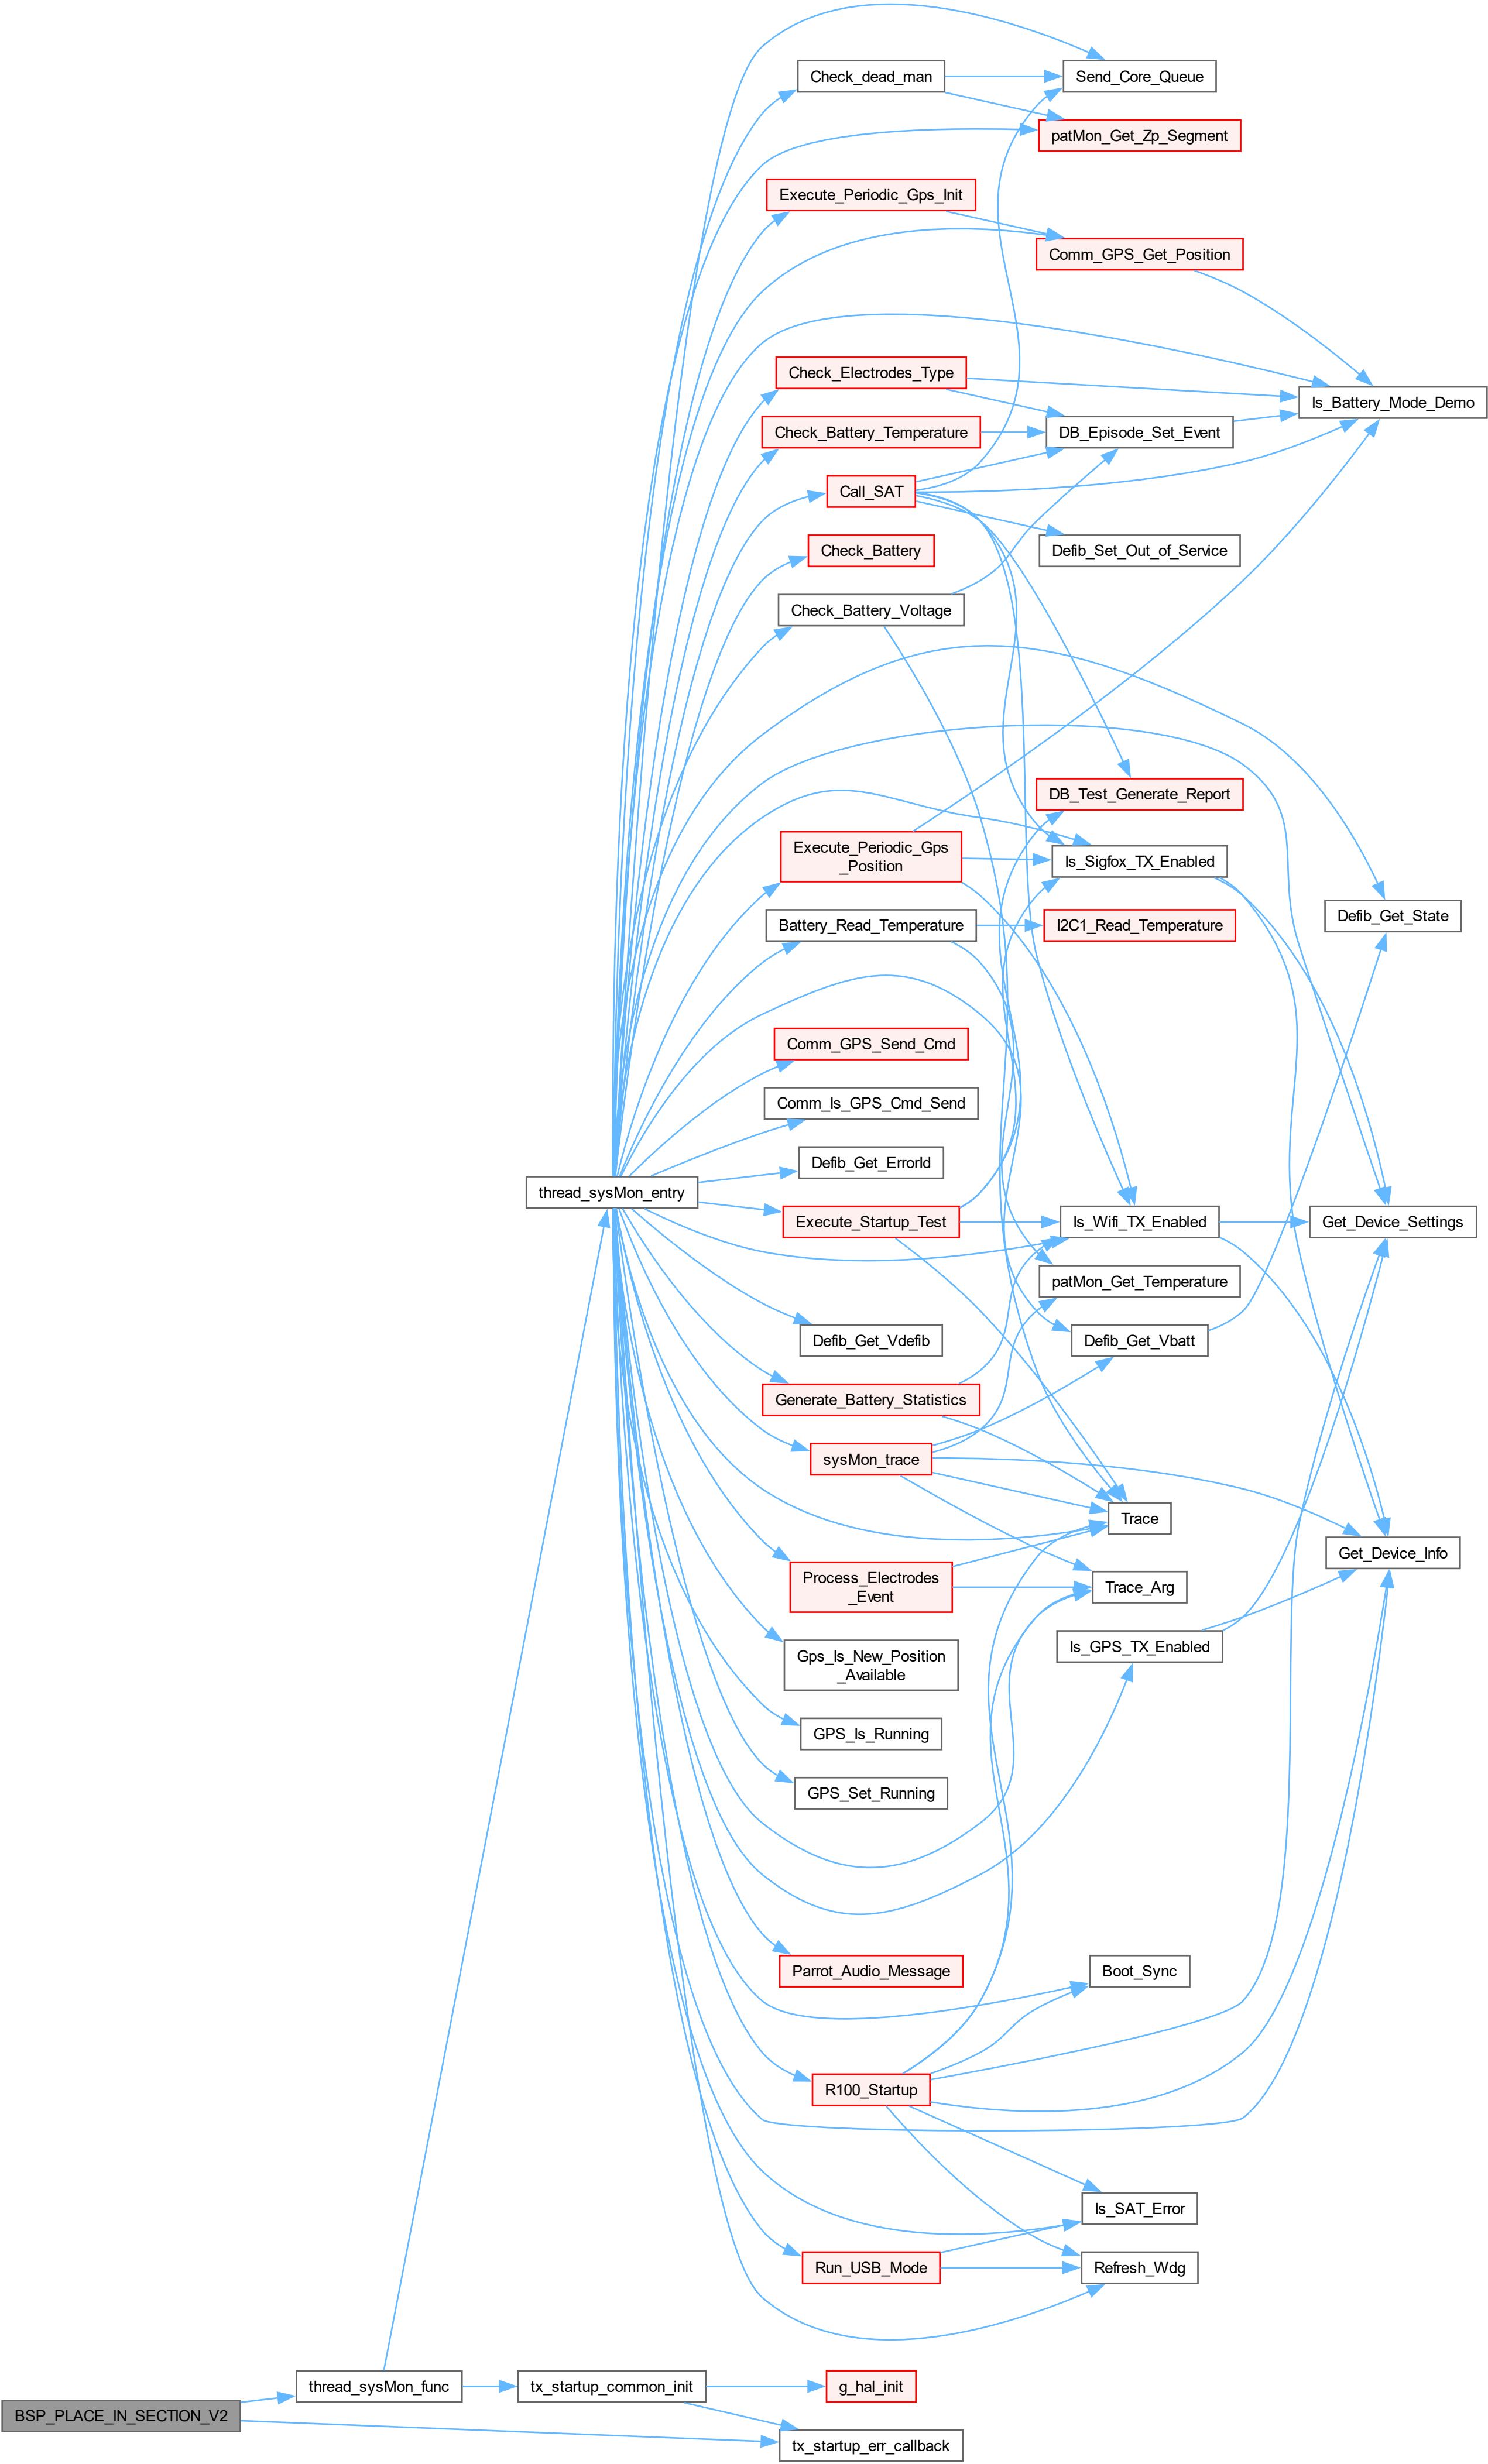 Check_dead_man
Send_Core_Queue
patMon_Get_Zp_Segment
Execute_Periodic_Gps_Init
Comm_GPS_Get_Position
Check_Electrodes_Type
Is_Battery_Mode_Demo
Check_Battery_Temperature
DB_Episode_Set_Event
Call_SAT
Check_Battery
Defib_Set_Out_of_Service
Check_Battery_Voltage
DB_Test_Generate_Report
Execute_Periodic_Gps
_Position
Is_Sigfox_TX_Enabled
Battery_Read_Temperature
I2C1_Read_Temperature
Defib_Get_State
Comm_GPS_Send_Cmd
Comm_Is_GPS_Cmd_Send
Defib_Get_ErrorId
thread_sysMon_entry
Execute_Startup_Test
Is_Wifi_TX_Enabled
Get_Device_Settings
patMon_Get_Temperature
Defib_Get_Vdefib
Defib_Get_Vbatt
Generate_Battery_Statistics
sysMon_trace
Trace
Get_Device_Info
Process_Electrodes
_Event
Trace_Arg
Is_GPS_TX_Enabled
Gps_Is_New_Position
_Available
GPS_Is_Running
GPS_Set_Running
Parrot_Audio_Message
Boot_Sync
R100_Startup
Is_SAT_Error
Run_USB_Mode
Refresh_Wdg
thread_sysMon_func
tx_startup_common_init
g_hal_init
BSP_PLACE_IN_SECTION_V2
tx_startup_err_callback